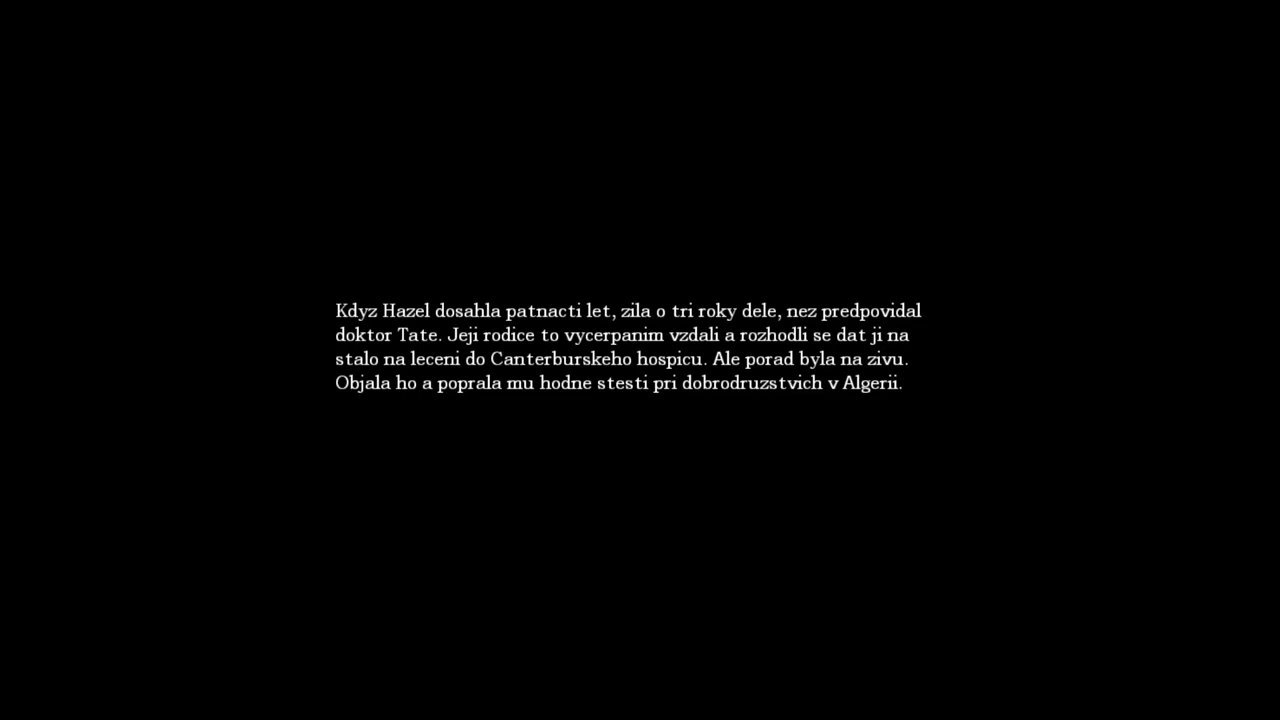 Kdyz Hazel dosahla patnacti let, zila o tri roky dele, nez predpovidal
doktor Tate. Jeji rodice to vycerpanim vzdali a rozhodli se dat ji na
stalo na leceni do Canterburskeho hospicu. Ale porad byla na zivu.
Objala ho a poprala mu hodne stesti pri dobrodruzstvich v Algerii.